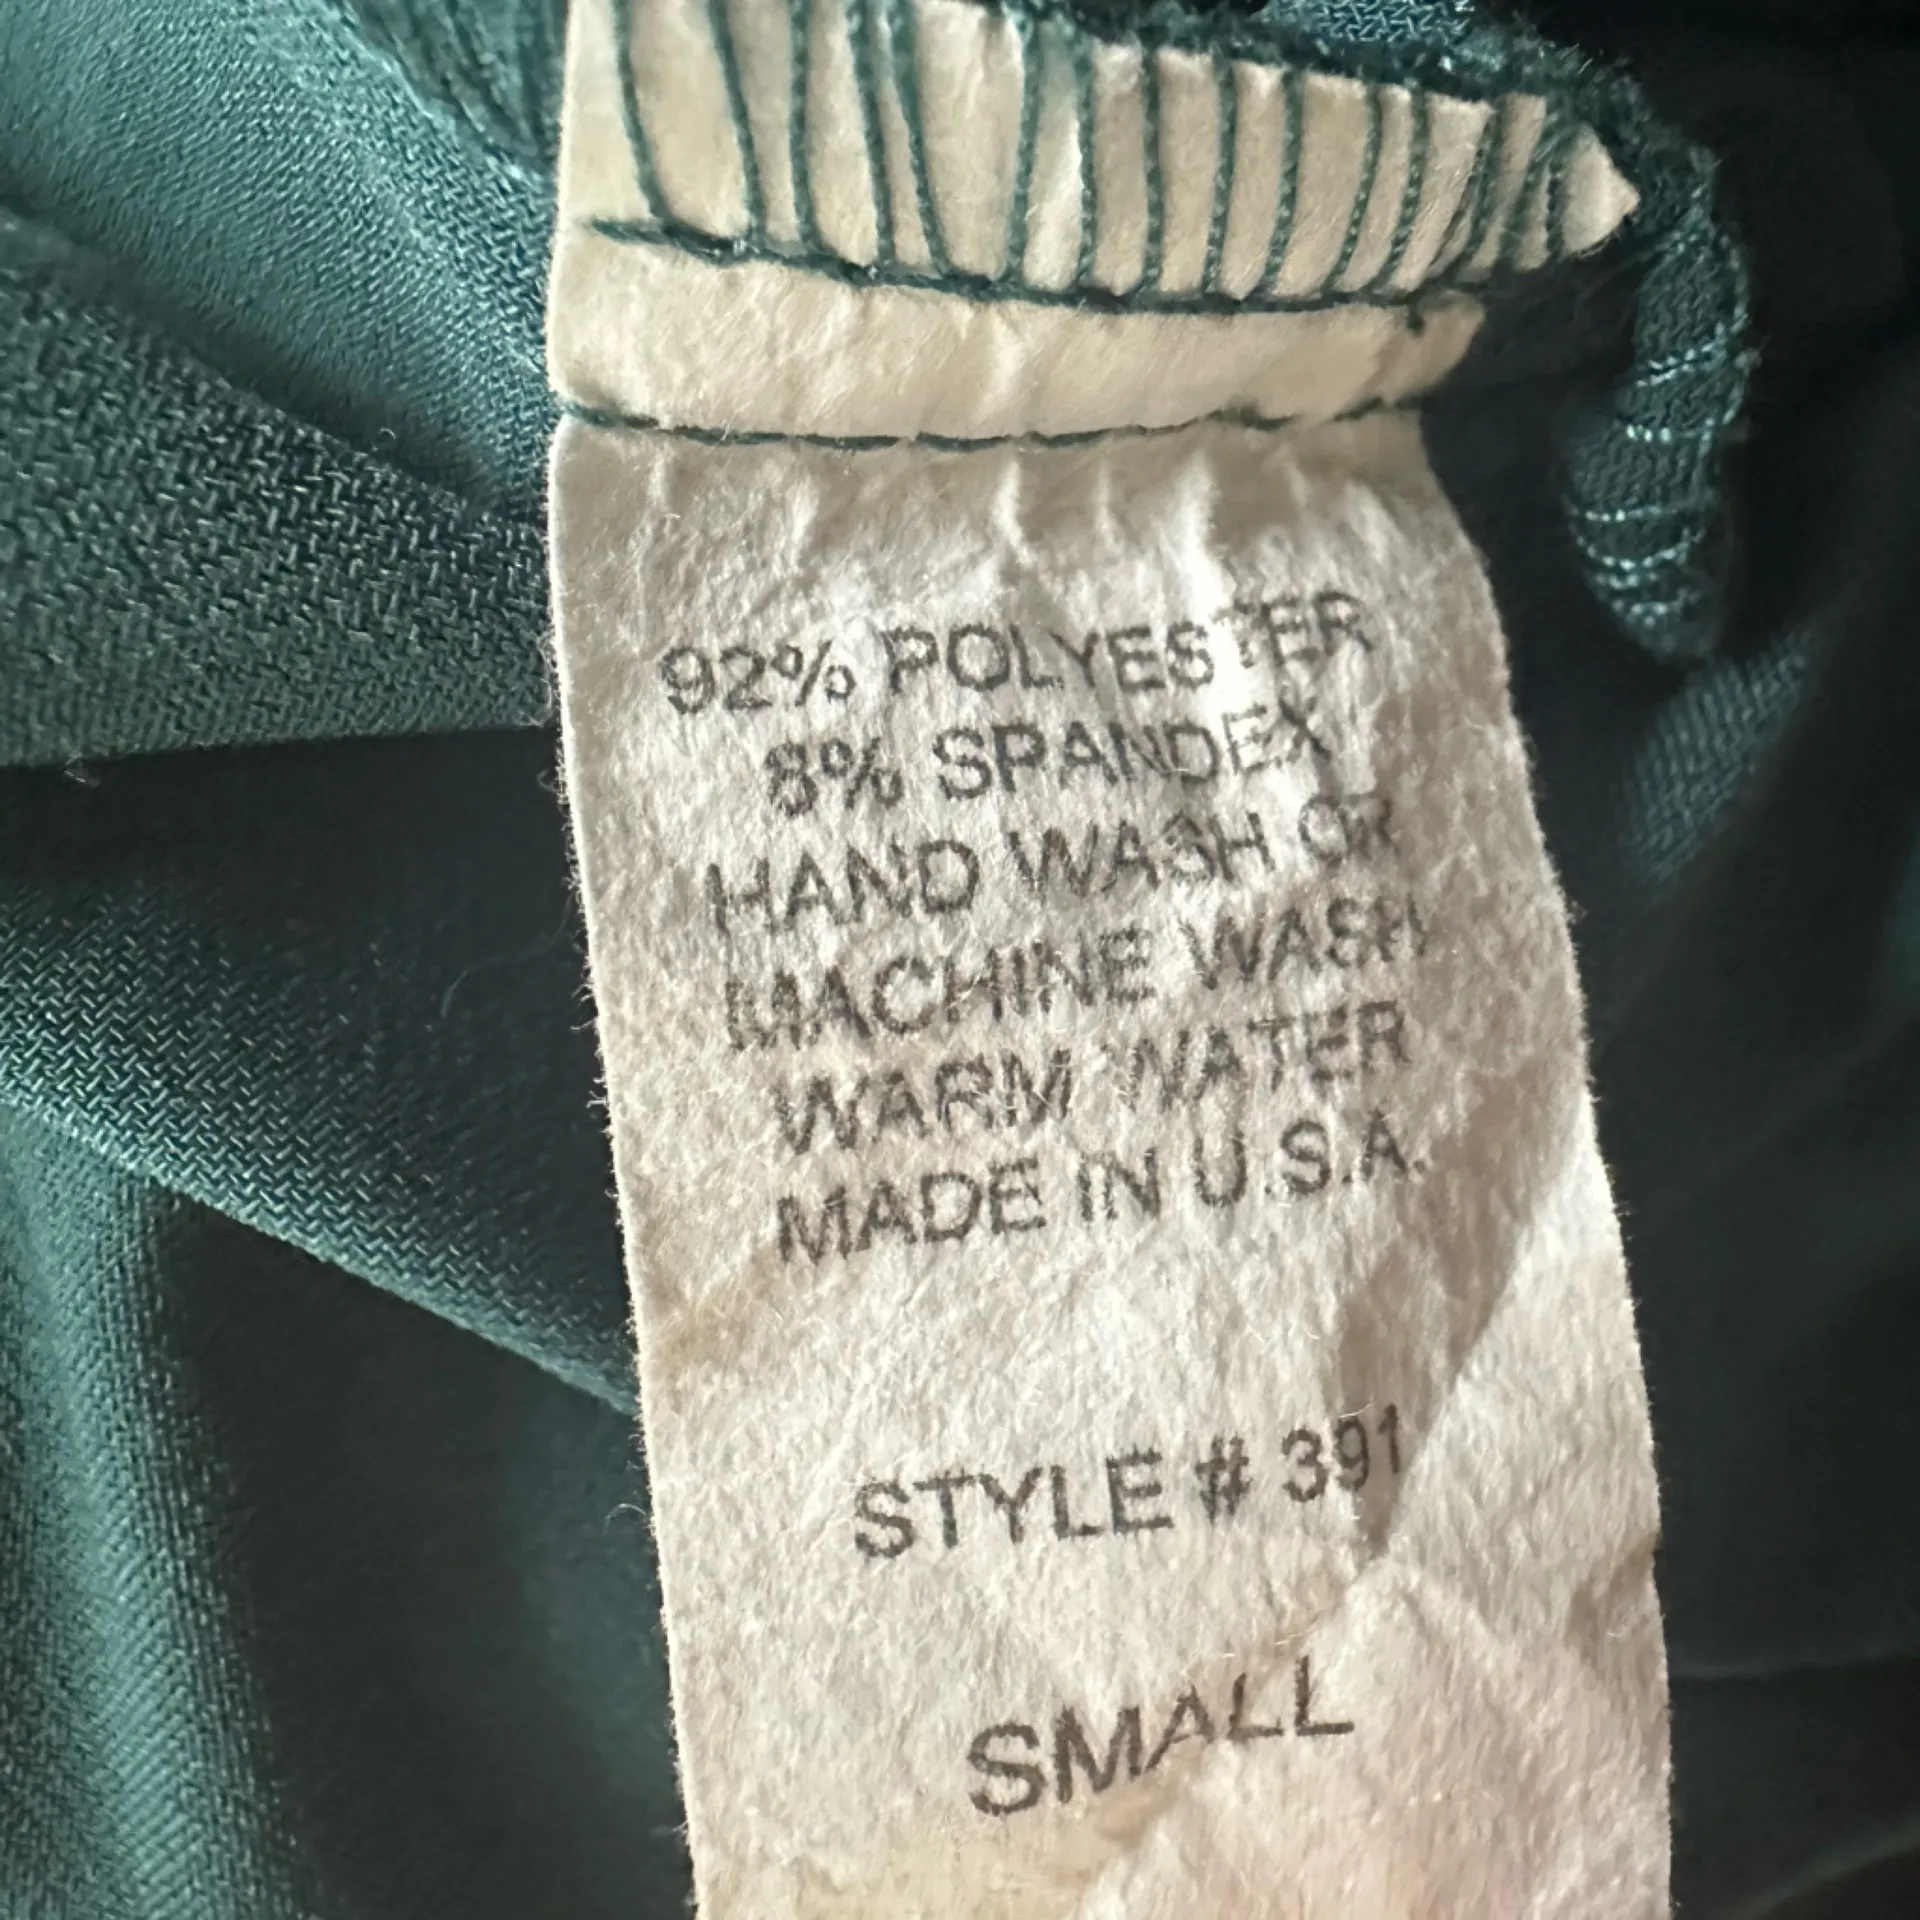 92% POLYESTER
8% SPANDEX
HAND WASH OR
MACHINE WASH
WARM WATER
MADE IN U.S.A.
STYLE # 391
SMALL